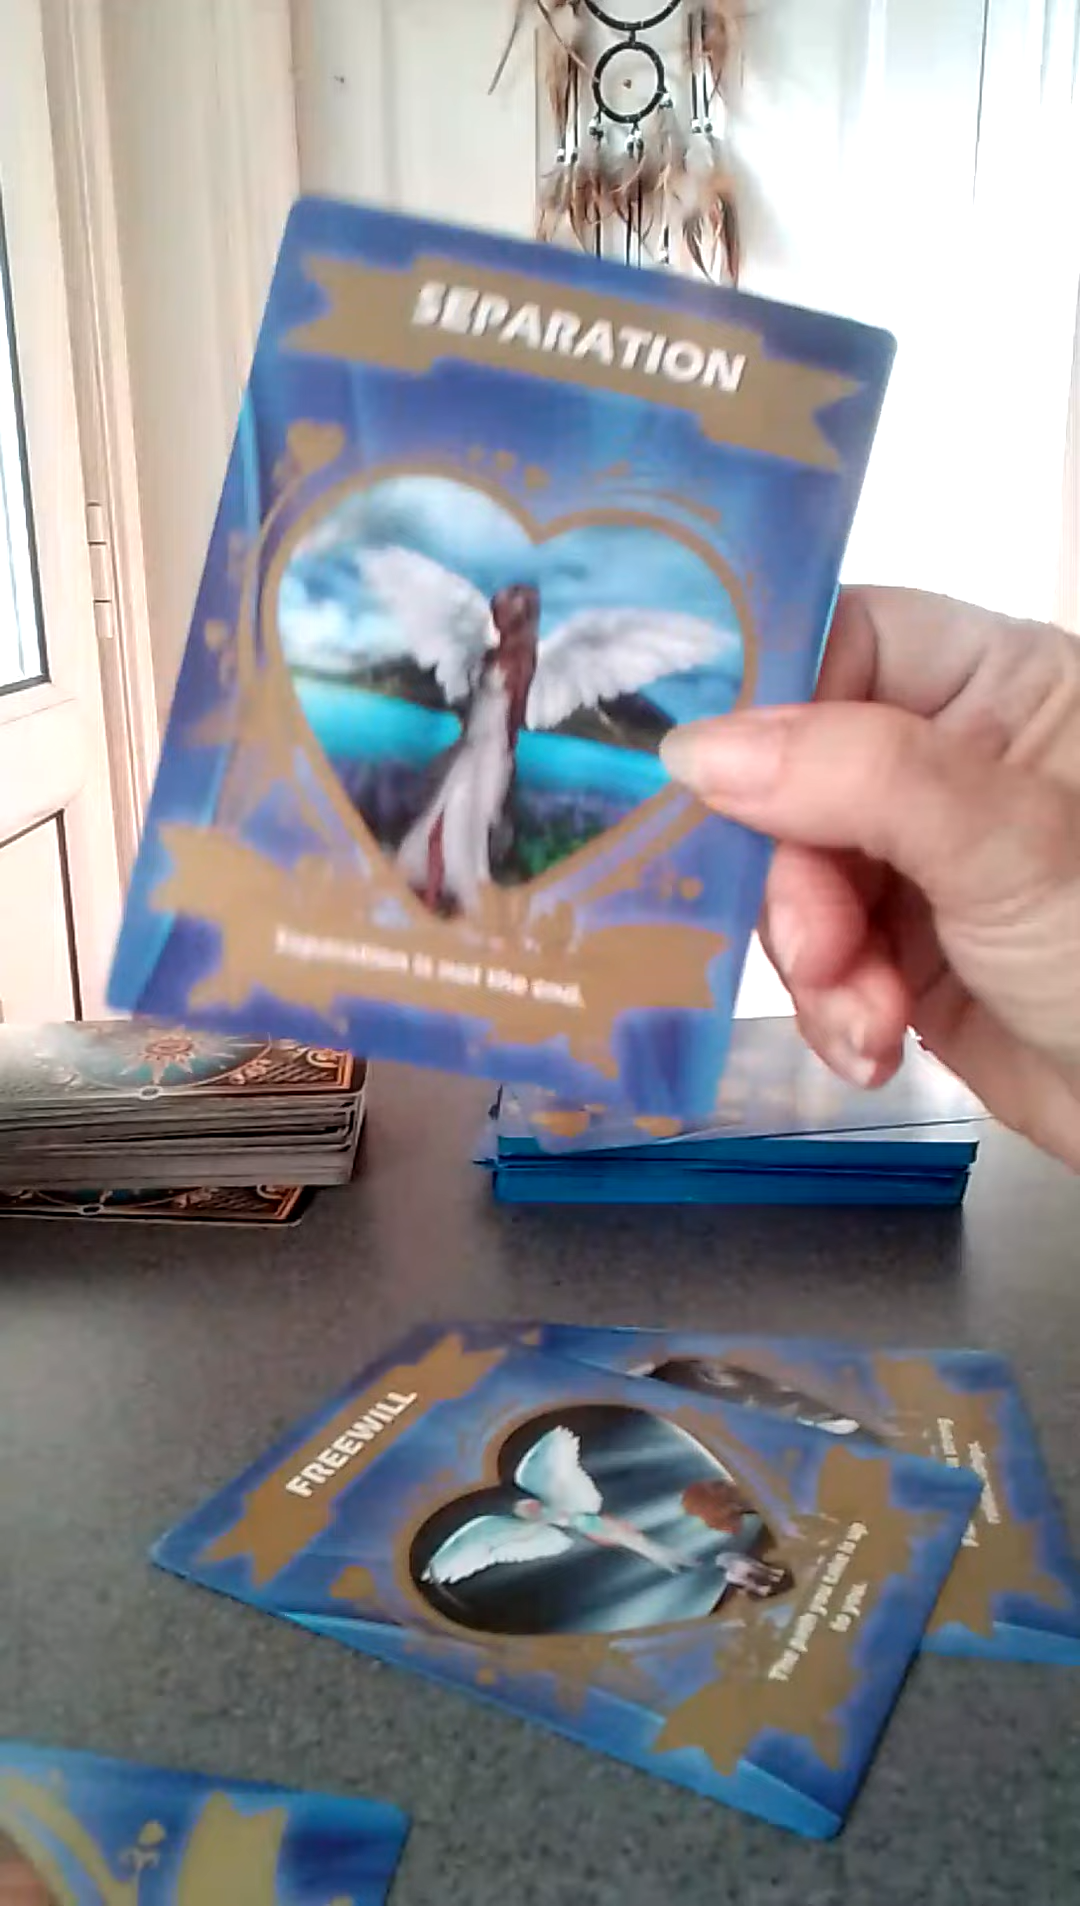 SEPARATION
Separation is not the end.
FREEWILL
The path you take is up
to you.